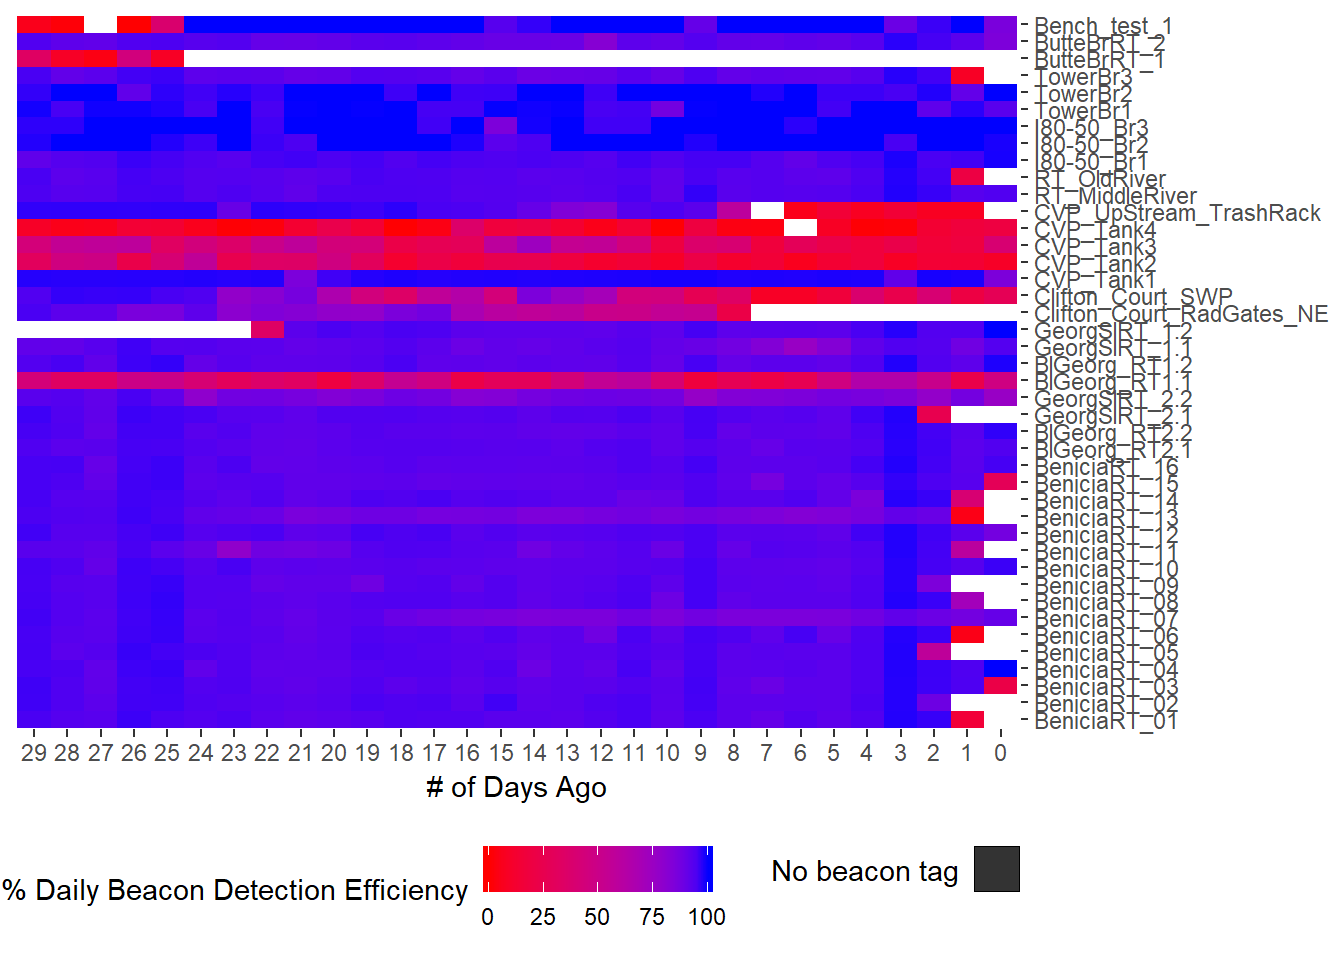 Bench_test_1
ButteBrRT_2
ButteBrRT_1
TowerBr3
TowerBr2
TowerBr1
I80-50_Br3
I80-50_Br2
I80-50_Br1
RT_OldRiver
RT_MiddleRiver
CVP_UpStream_TrashRack
CVP_Tank4
CVP_Tank3
CVP_Tank2
CVP_Tank1
Clifton_Court_SWP
Clifton_Court_RadGates_NE
GeorgSlRT_1.2
GeorgSlRT_1.1
BlGeorg_RT1.2
BlGeorg_RT1.1
GeorgSlRT_2.2
GeorgSlRT_2.1
BlGeorg_RT2.2
BlGeorg_RT2.1
BeniciaRT_16
BeniciaRT_15
BeniciaRT_14
BeniciaRT_13
BeniciaRT_12
BeniciaRT_11
BeniciaRT_10
BeniciaRT_09
BeniciaRT_08
BeniciaRT_07
BeniciaRT_06
BeniciaRT_05
BeniciaRT_04
BeniciaRT_03
BeniciaRT_02
BeniciaRT_01
29 28 27 26 25 24 23 22 21 20 19 18 17 16 15 14 13 12 11 10 9 8 7 6 5 4 3 2 1 0
# of Days Ago
% Daily Beacon Detection Efficiency
0 25 50 75 100
No beacon tag